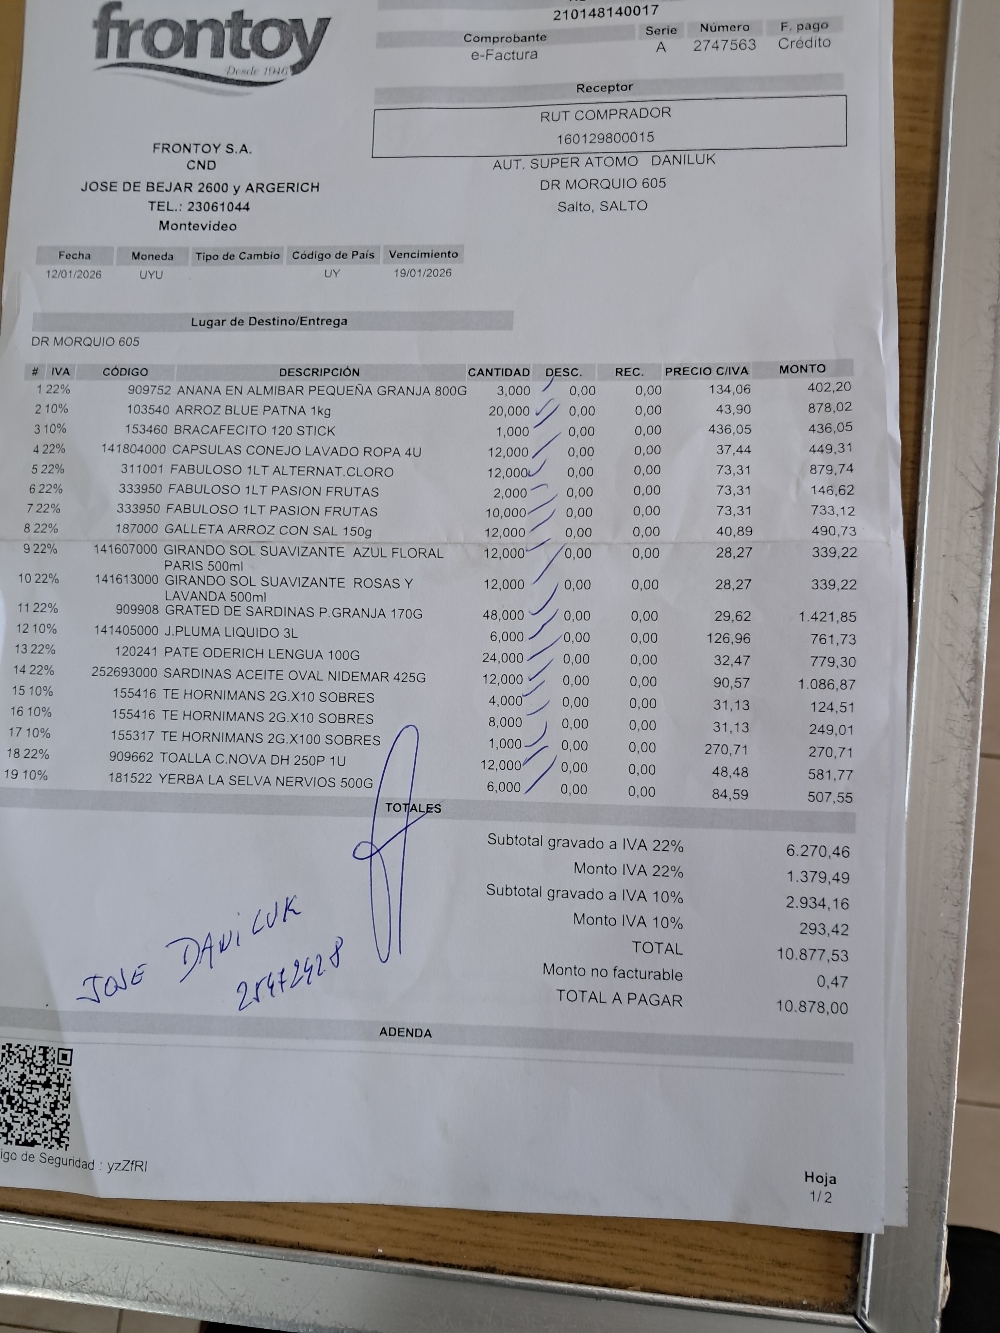 frontoy
Desde 1946
210148140017
Comprobante Serie Número F. pago
e-Factura A 2747563 Crédito
Receptor
RUT COMPRADOR
160129800015
AUT. SUPER ATOMO DANILUK
DR MORQUIO 605
Salto, SALTO
FRONTOY S.A.
CND
JOSE DE BEJAR 2600 y ARGERICH
TEL.: 23061044
Montevideo
Fecha Moneda Tipo de Cambio Código de País Vencimiento
12/01/2026 UYU UY 19/01/2026
Lugar de Destino/Entrega
DR MORQUIO 605
# IVA CÓDIGO DESCRIPCIÓN CANTIDAD DESC. REC. PRECIO C/IVA MONTO
1 22% 909752 ANANA EN ALMIBAR PEQUEÑA GRANJA 800G 3,000 0,00 0,00 134,06 402,20
2 10% 103540 ARROZ BLUE PATNA 1kg 20,000 0,00 0,00 43,90 878,02
3 10% 153460 BRACAFECITO 120 STICK 1,000 0,00 0,00 436,05 436,05
4 22% 141804000 CAPSULAS CONEJO LAVADO ROPA 4U 12,000 0,00 0,00 37,44 449,31
5 22% 311001 FABULOSO 1LT ALTERNAT.CLORO 12,000 0,00 0,00 73,31 879,74
6 22% 333950 FABULOSO 1LT PASION FRUTAS 2,000 0,00 0,00 73,31 146,62
7 22% 333950 FABULOSO 1LT PASION FRUTAS 10,000 0,00 0,00 73,31 733,12
8 22% 187000 GALLETA ARROZ CON SAL 150g 12,000 0,00 0,00 40,89 490,73
9 22% 141607000 GIRANDO SOL SUAVIZANTE AZUL FLORAL 12,000 0,00 0,00 28,27 339,22
PARIS 500ml
10 22% 141613000 GIRANDO SOL SUAVIZANTE ROSAS Y 12,000 0,00 0,00 28,27 339,22
LAVANDA 500ml
11 22% 909908 GRATED DE SARDINAS P.GRANJA 170G 48,000 0,00 0,00 29,62 1.421,85
12 10% 141405000 J.PLUMA LIQUIDO 3L 6,000 0,00 0,00 126,96 761,73
13 22% 120241 PATE ODERICH LENGUA 100G 24,000 0,00 0,00 32,47 779,30
14 22% 252693000 SARDINAS ACEITE OVAL NIDEMAR 425G 12,000 0,00 0,00 90,57 1.086,87
15 10% 155416 TE HORNIMANS 2G.X10 SOBRES 4,000 0,00 0,00 31,13 124,51
16 10% 155416 TE HORNIMANS 2G.X10 SOBRES 8,000 0,00 0,00 31,13 249,01
17 10% 155317 TE HORNIMANS 2G.X100 SOBRES 1,000 0,00 0,00 270,71 270,71
18 22% 909662 TOALLA C.NOVA DH 250P 1U 12,000 0,00 0,00 48,48 581,77
19 10% 181522 YERBA LA SELVA NERVIOS 500G 6,000 0,00 0,00 84,59 507,55
TOTALES
Subtotal gravado a IVA 22% 6.270,46
Monto IVA 22% 1.379,49
Subtotal gravado a IVA 10% 2.934,16
Monto IVA 10% 293,42
TOTAL 10.877,53
Monto no facturable 0,47
TOTAL A PAGAR 10.878,00
JOSE DANILUK
28472428
ADENDA
igo de Seguridad : yzZfRI
Hoja
1/ 2